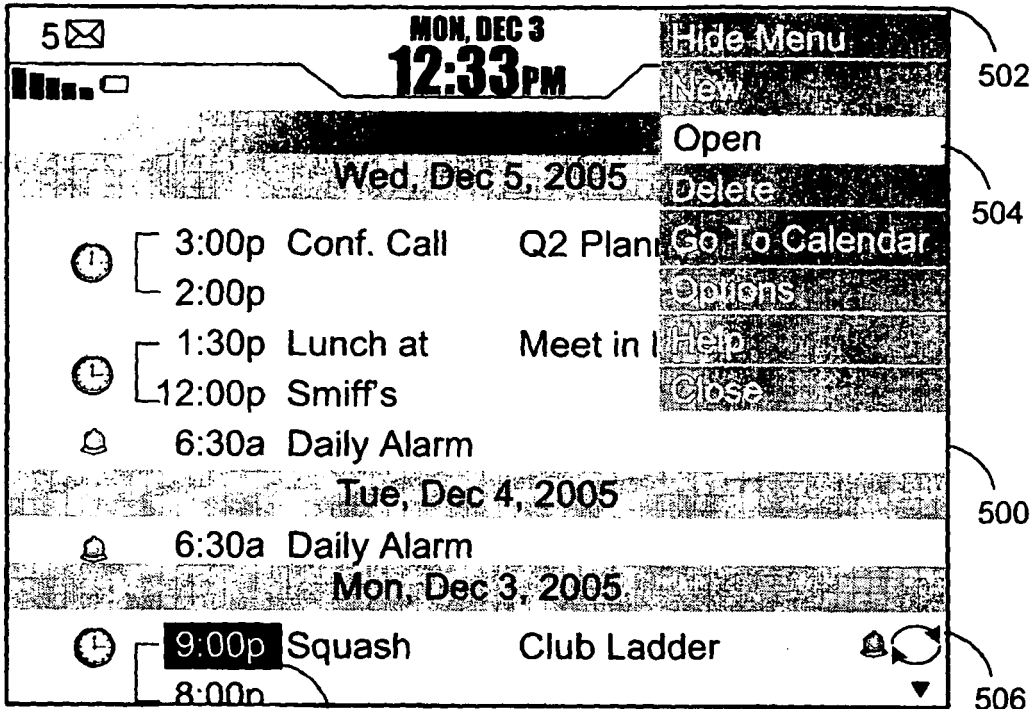 5
MON, DEC 3
12:33PM
Hide Menu
New
Open
Delete
Go To Calendar
Options
Help
Close
502
504
Wed, Dec 5, 2005
3:00p Conf. Call Q2
2:00p
1:30p Lunch at Meet in
12:00p Smiff's
6:30a Daily Alarm
500
Tue, Dec 4, 2005
6:30a Daily Alarm
Mon, Dec 3, 2005
9:00p Squash Club Ladder
8:00p
506